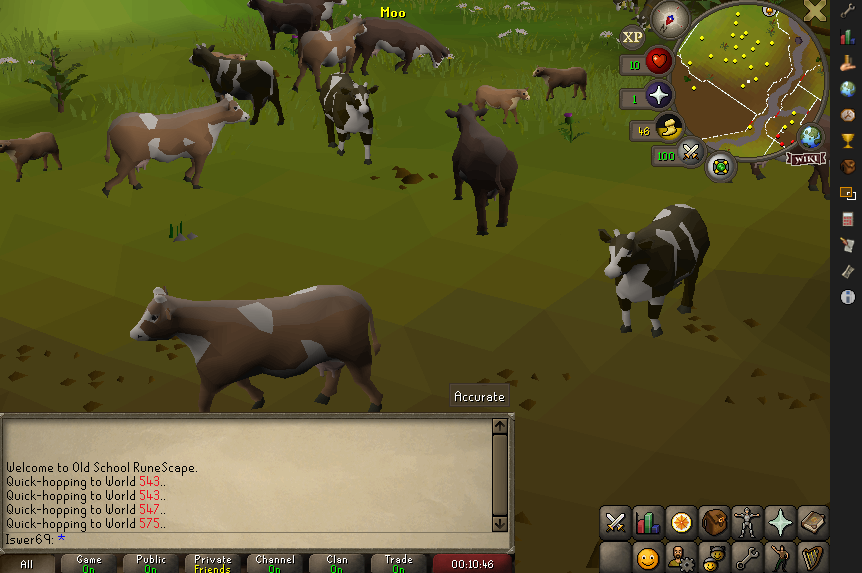 Moo
XP
10
1
46
100
WIKI
Accurate
Welcome to Old School RuneScape.
Quick-hopping to World 543..
Quick-hopping to World 543..
Quick-hopping to World 547..
Quick-hopping to World 575..
Iswer69: *
All
Game
On
Public
On
Private
Friends
Channel
On
Clan
On
Trade
On
00:10:46